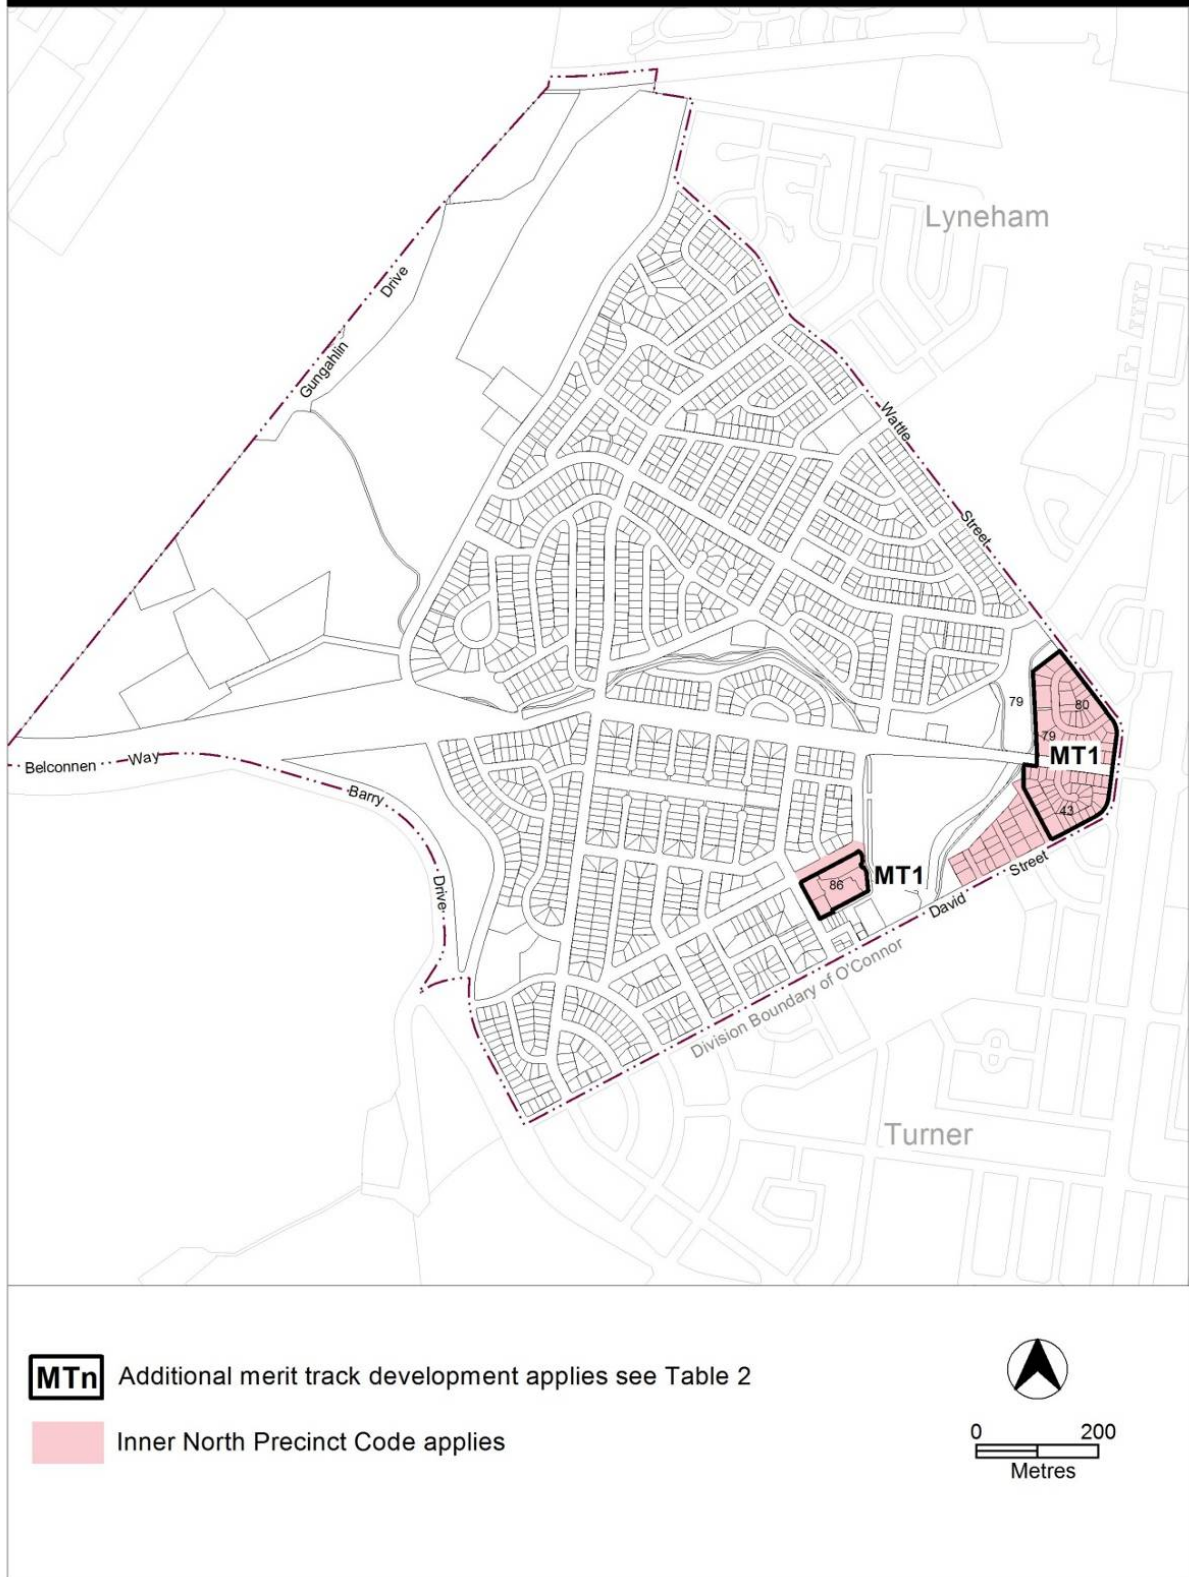 Lyneham
Gungahlin Drive
Wattle Street
79
80
79
MT1
43
Belconnen Way
Barry Drive
86
MT1
David Street
Division Boundary of O'Connor
Turner
MTn Additional merit track development applies see Table 2
Inner North Precinct Code applies
0 200
Metres